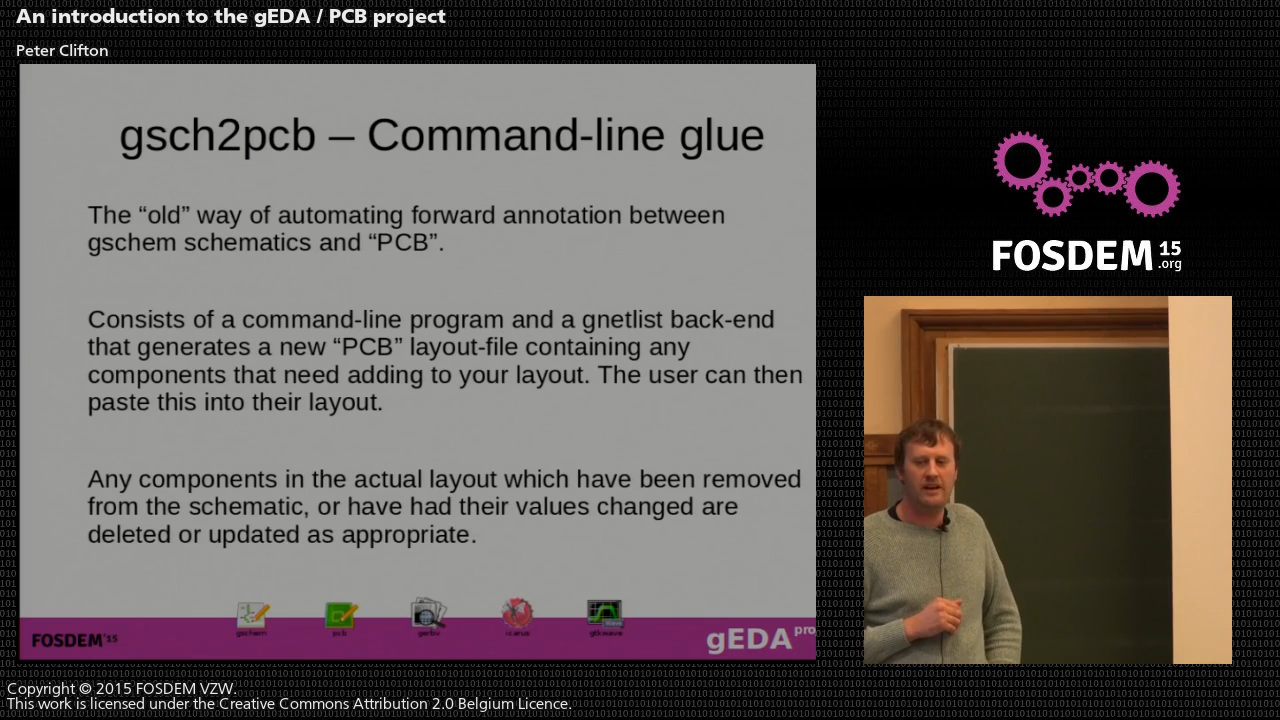 An introduction to the gEDA / PCB project
Peter Clifton
gsch2pcb – Command-line glue
The “old” way of automating forward annotation between
gschem schematics and “PCB”.
Consists of a command-line program and a gnetlist back-end
that generates a new “PCB” layout-file containing any
components that need adding to your layout. The user can then
paste this into their layout.
Any components in the actual layout which have been removed
from the schematic, or have had their values changed are
deleted or updated as appropriate.
gschem pcb gerbv icarus gtkwave
FOSDEM'15
gEDA pro
FOSDEM 15
.org
Copyright © 2015 FOSDEM VZW.
This work is licensed under the Creative Commons Attribution 2.0 Belgium Licence.